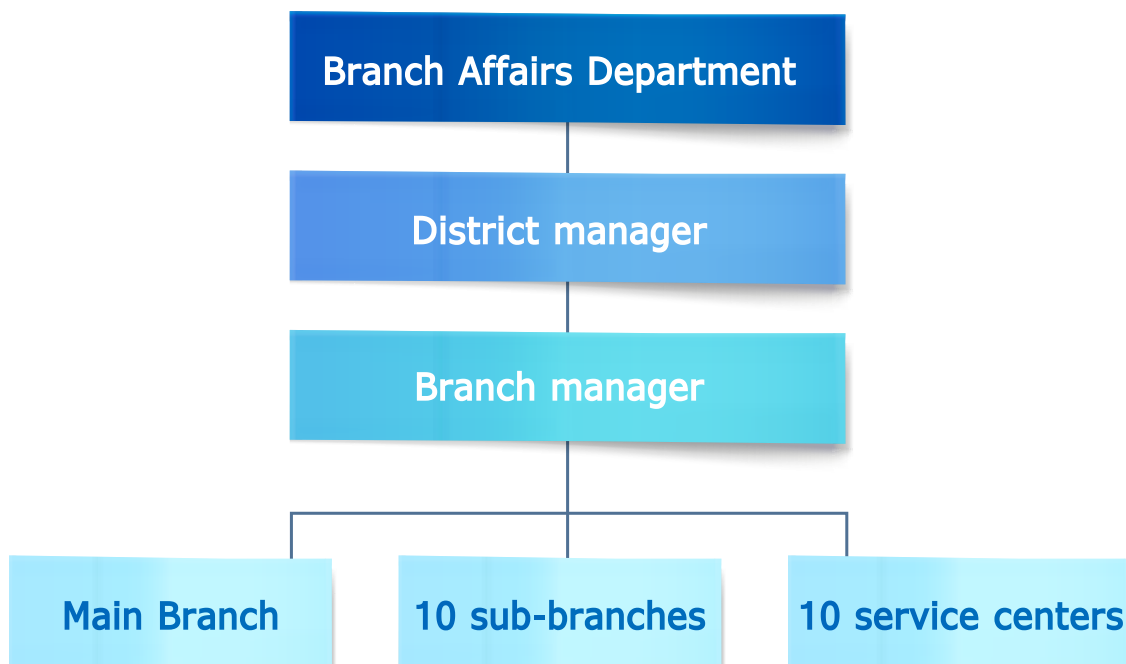 Branch Affairs Department
District manager
Branch manager
Main Branch
10 sub-branches
10 service centers